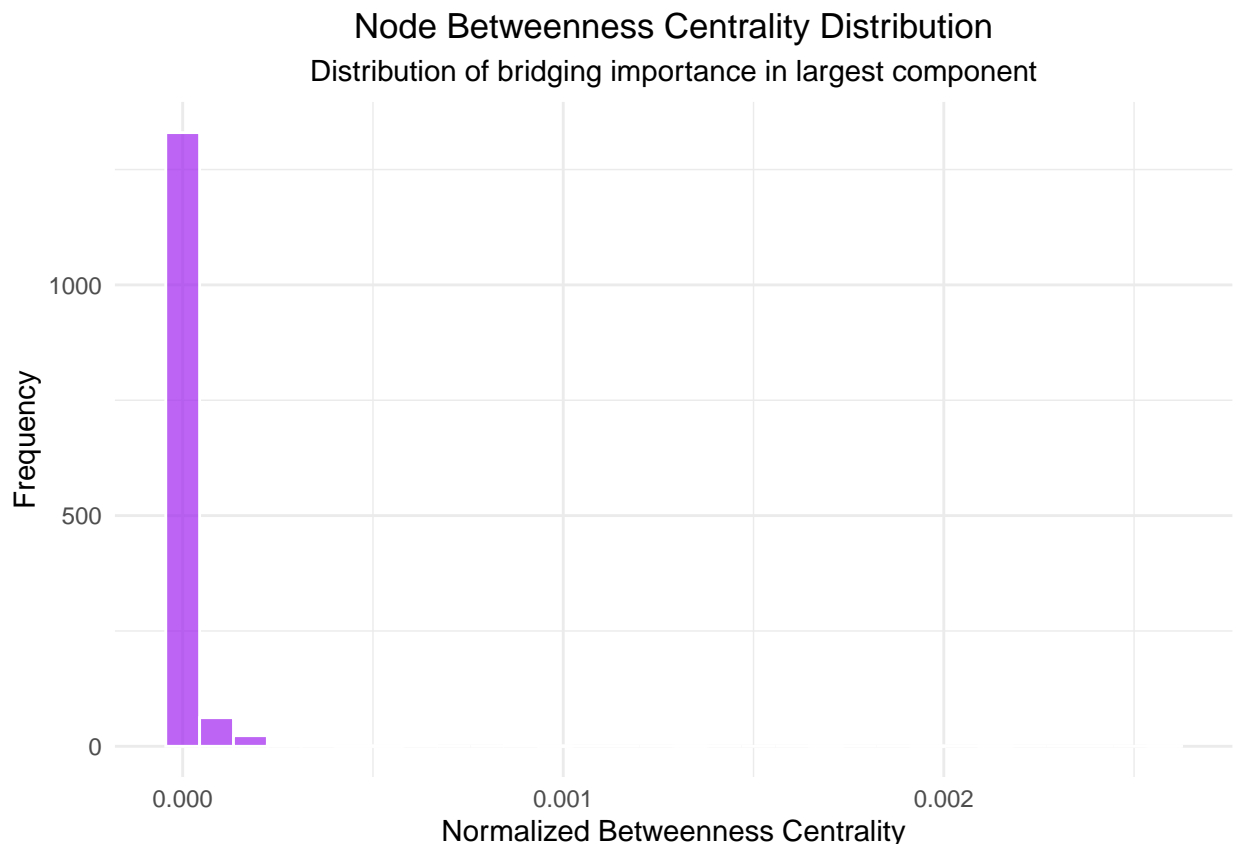 Node Betweenness Centrality Distribution
Distribution of bridging importance in largest component
1000
500
0
Frequency
0.000 0.001 0.002
Normalized Betweenness Centrality